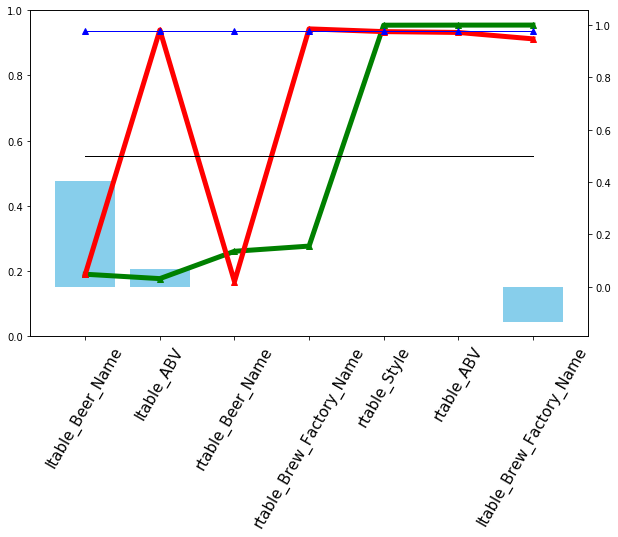 1.0
0.8
0.6
0.4
0.2
0.0
1.0
0.8
0.6
0.4
0.2
0.0
ltable_Beer_Name
ltable_ABV
rtable_Beer_Name
rtable_Brew_Factory_Name
rtable_Style
rtable_ABV
ltable_Brew_Factory_Name